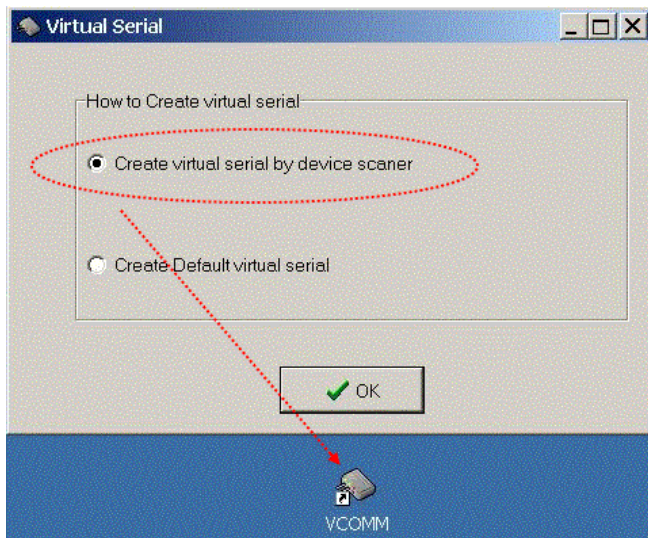 Virtual Serial
How to Create virtual serial
Create virtual serial by device scaner
Create Default virtual serial
OK
VCOMM